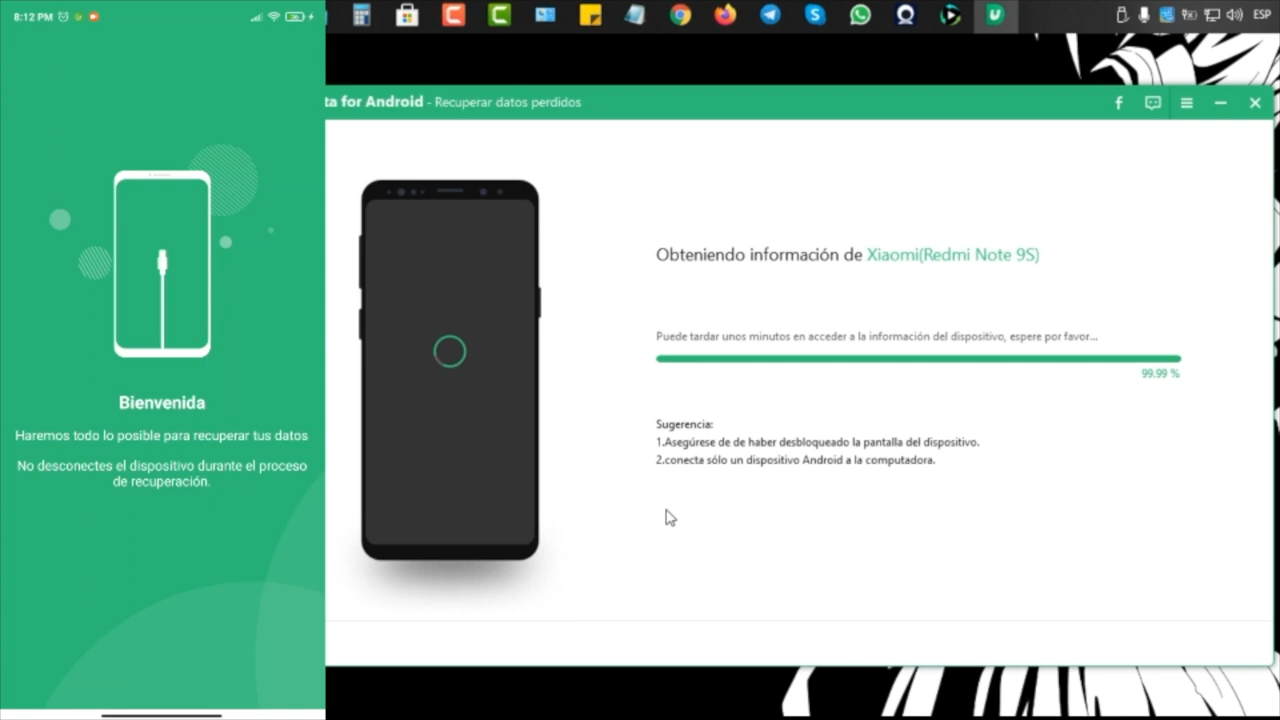 8:12 PM
ESP
ta for Android - Recuperar datos perdidos
Bienvenida
Haremos todo lo posible para recuperar tus datos
No desconectes el dispositivo durante el proceso
de recuperación.
Obteniendo información de Xiaomi(Redmi Note 9S)
Puede tardar unos minutos en acceder a la información del dispositivo, espere por favor...
99.99 %
Sugerencia:
1.Asegúrese de de haber desbloqueado la pantalla del dispositivo.
2.conecta sólo un dispositivo Android a la computadora.